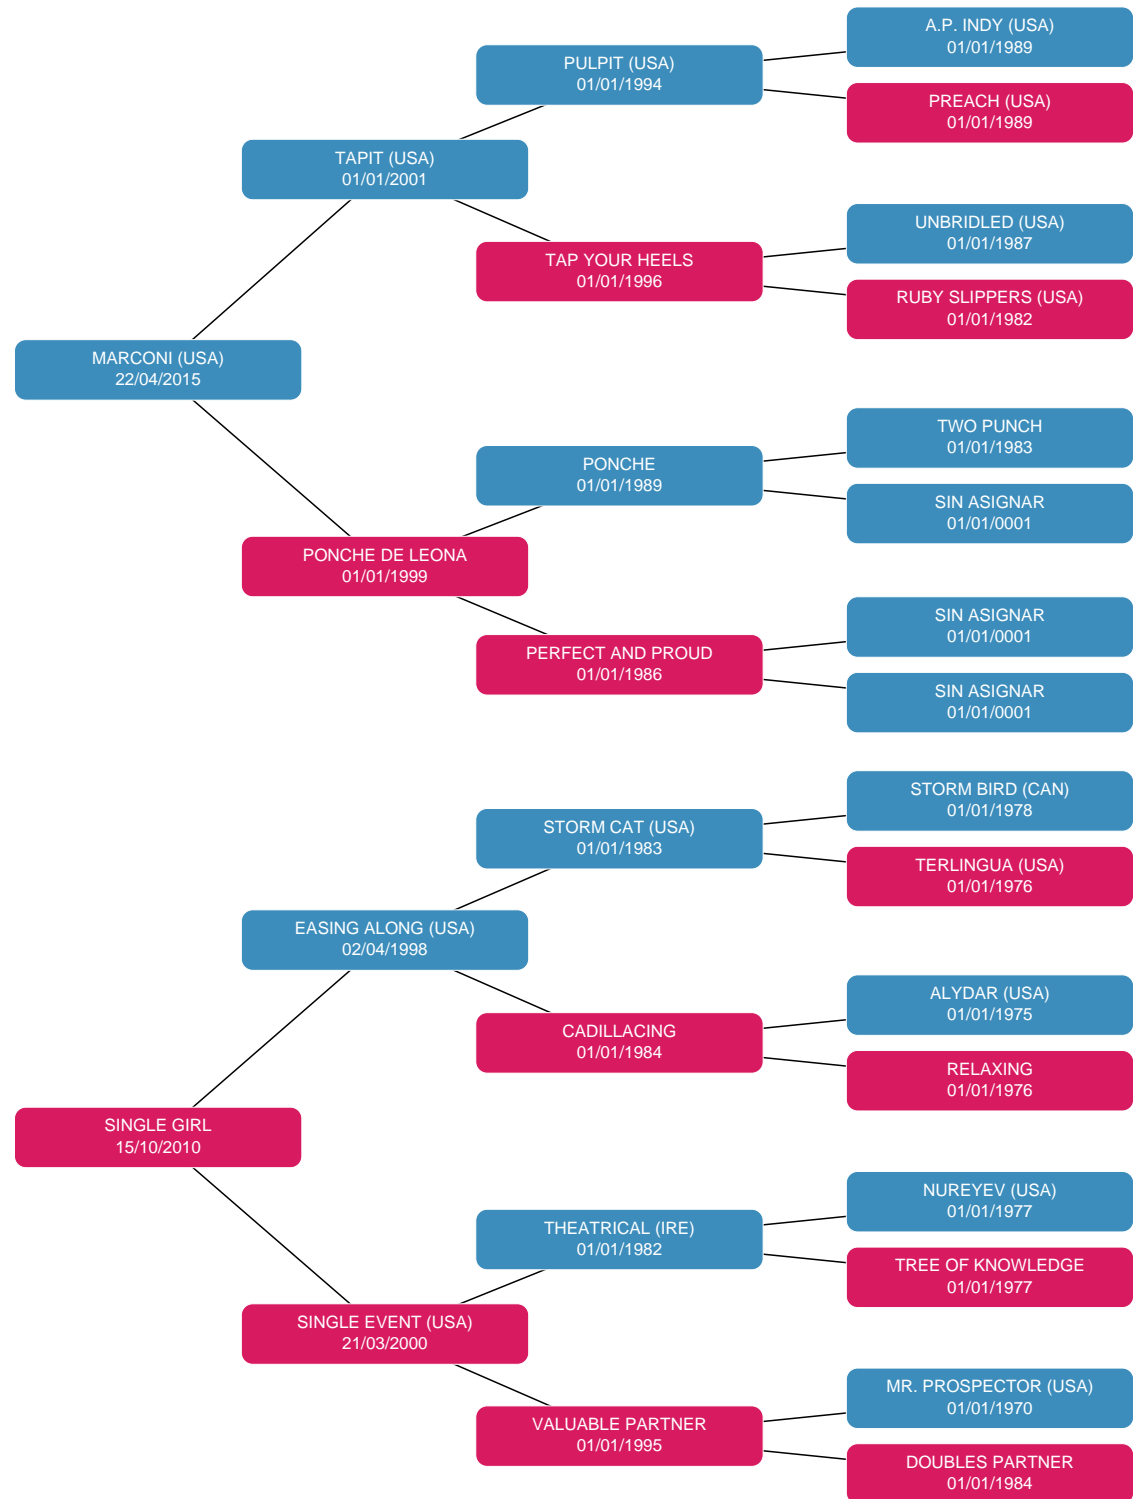 A.P. INDY (USA)
01/01/1989
PULPIT (USA)
01/01/1994
PREACH (USA)
01/01/1989
TAPIT (USA)
01/01/2001
UNBRIDLED (USA)
01/01/1987
TAP YOUR HEELS
01/01/1996
RUBY SLIPPERS (USA)
01/01/1982
MARCONI (USA)
22/04/2015
TWO PUNCH
01/01/1983
PONCHE
01/01/1989
SIN ASIGNAR
01/01/0001
PONCHE DE LEONA
01/01/1999
SIN ASIGNAR
01/01/0001
PERFECT AND PROUD
01/01/1986
SIN ASIGNAR
01/01/0001
STORM BIRD (CAN)
01/01/1978
STORM CAT (USA)
01/01/1983
TERLINGUA (USA)
01/01/1976
EASING ALONG (USA)
02/04/1998
ALYDAR (USA)
01/01/1975
CADILLACING
01/01/1984
RELAXING
01/01/1976
SINGLE GIRL
15/10/2010
NUREYEV (USA)
01/01/1977
THEATRICAL (IRE)
01/01/1982
TREE OF KNOWLEDGE
01/01/1977
SINGLE EVENT (USA)
21/03/2000
MR. PROSPECTOR (USA)
01/01/1970
VALUABLE PARTNER
01/01/1995
DOUBLES PARTNER
01/01/1984